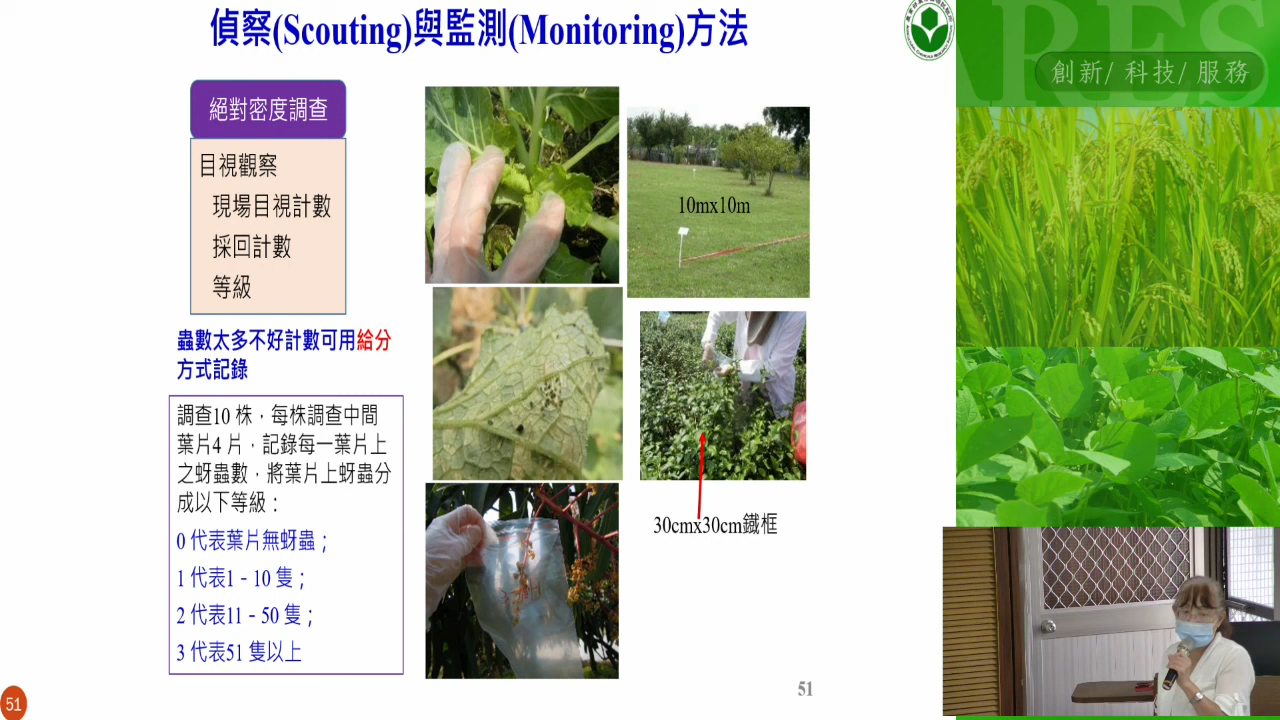 偵察(Scouting)與監測(Monitoring)方法
創新/ 科技/ 服務
ARES
絕對密度調查
目視觀察
現場目視計數
採回計數
等級
蟲數太多不好計數可用給分
方式記錄
調查10 株，每株調查中間
葉片4 片，記錄每一葉片上
之蚜蟲數，將葉片上蚜蟲分
成以下等級：
0 代表葉片無蚜蟲；
1 代表1 - 10 隻；
2 代表11 - 50 隻；
3 代表51 隻以上
10mx10m
30cmx30cm鐵框
51
51